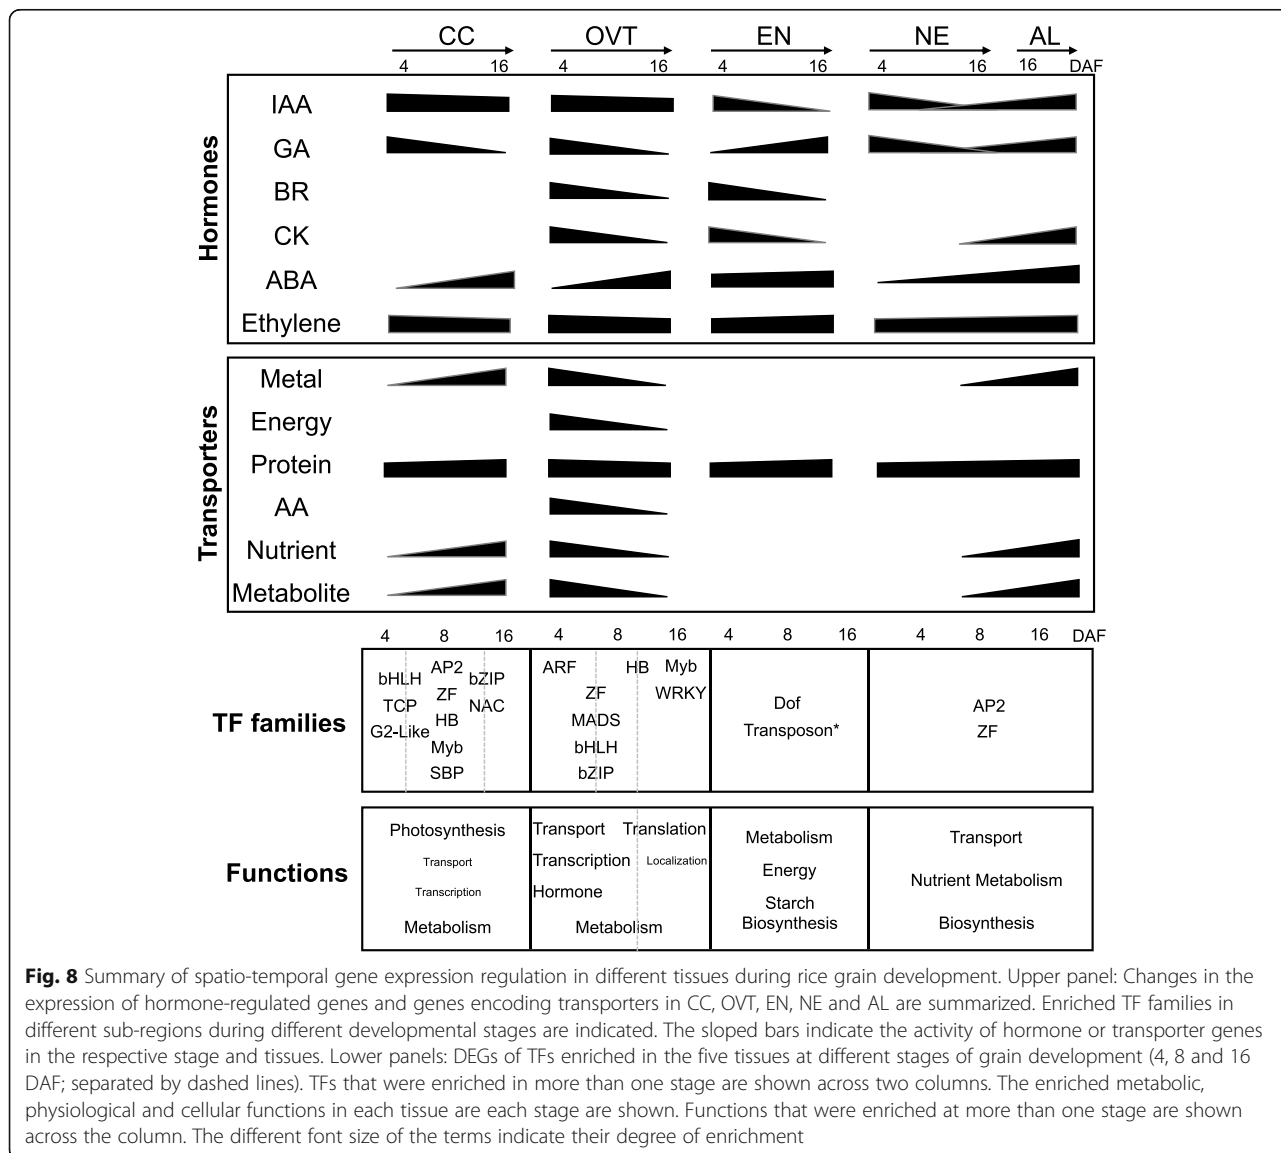 CC OVT EN NE AL
4 16 4 16 4 16 4 16 16 DAF
Hormones
IAA
GA
BR
CK
ABA
Ethylene
Transporters
Metal
Energy
Protein
AA
Nutrient
Metabolite
4 8 16 4 8 16 4 8 16 4 8 16 DAF
TF families
bHLH
TCP
G2-Like
AP2
ZF
HB
Myb
SBP
bZIP
NAC
ARF
ZF
MADS
bHLH
bZIP
HB
Myb
WRKY
Dof
Transposon*
AP2
ZF
Functions
Photosynthesis
Transport
Transcription
Metabolism
Transport
Transcription
Hormone
Translation
Localization
Metabolism
Metabolism
Energy
Starch
Biosynthesis
Transport
Nutrient Metabolism
Biosynthesis
Fig. 8 Summary of spatio-temporal gene expression regulation in different tissues during rice grain development. Upper panel: Changes in the
expression of hormone-regulated genes and genes encoding transporters in CC, OVT, EN, NE and AL are summarized. Enriched TF families in
different sub-regions during different developmental stages are indicated. The sloped bars indicate the activity of hormone or transporter genes
in the respective stage and tissues. Lower panels: DEGs of TFs enriched in the five tissues at different stages of grain development (4, 8 and 16
DAF; separated by dashed lines). TFs that were enriched in more than one stage are shown across two columns. The enriched metabolic,
physiological and cellular functions in each tissue are each stage are shown. Functions that were enriched at more than one stage are shown
across the column. The different font size of the terms indicate their degree of enrichment